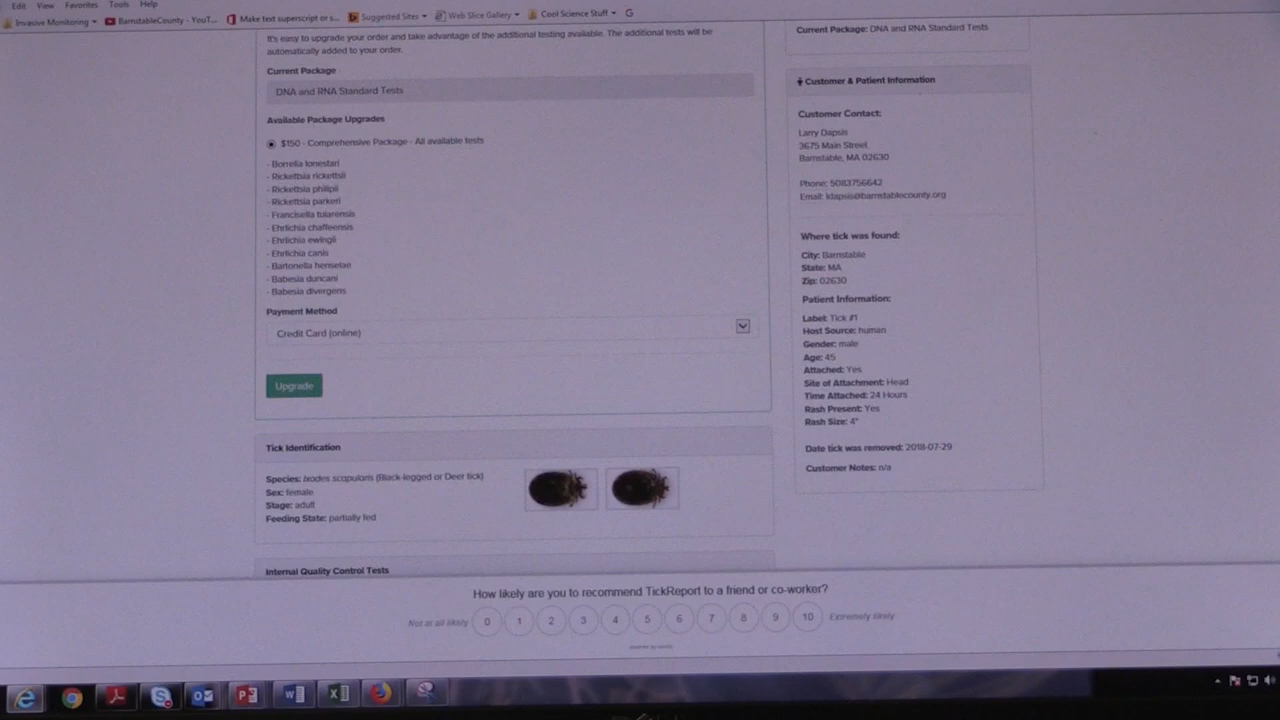 Edit View Favorites Tools Help
Invasive Monitoring BarnstableCounty - YouT... Make text superscript or s... Suggested Sites Web Slice Gallery Cool Science Stuff G
It's easy to upgrade your order and take advantage of the additional testing available. The additional tests will be
automatically added to your order.
Current Package
DNA and RNA Standard Tests
Available Package Upgrades
$150 - Comprehensive Package - All available tests
- Borrelia lonestari
- Rickettsia rickettsii
- Rickettsia philipii
- Rickettsia parkeri
- Francisella tularensis
- Ehrlichia chaffeensis
- Ehrlichia ewingii
- Ehrlichia canis
- Bartonella henselae
- Babesia duncani
- Babesia divergens
Payment Method
Credit Card (online)
Upgrade
Tick Identification
Species: Ixodes scapularis (Black-legged or Deer tick)
Sex: female
Stage: adult
Feeding State: partially fed
Internal Quality Control Tests
Current Package: DNA and RNA Standard Tests
Customer & Patient Information
Customer Contact:
Larry Dapsis
3675 Main Street
Barnstable, MA 02630
Phone: 5083756642
Email: ldapsis@barnstablecounty.org
Where tick was found:
City: Barnstable
State: MA
Zip: 02630
Patient Information:
Label: Tick #1
Host Source: human
Gender: male
Age: 45
Attached: Yes
Site of Attachment: Head
Time Attached: 24 Hours
Rash Present: Yes
Rash Size: 4"
Date tick was removed: 2018-07-29
Customer Notes: n/a
How likely are you to recommend TickReport to a friend or co-worker?
Not at all likely 0 1 2 3 4 5 6 7 8 9 10 Extremely likely